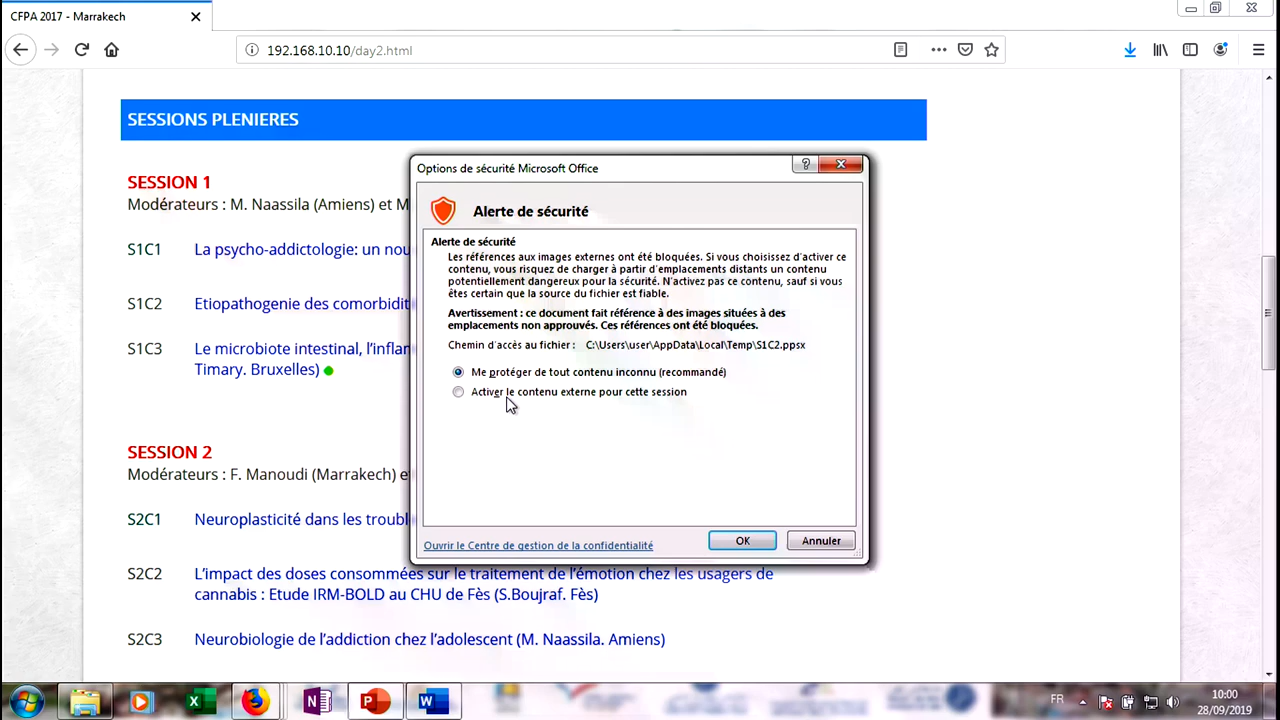 CFPA 2017 - Marrakech
192.168.10.10/day2.html
SESSIONS PLENIERES
SESSION 1
Modérateurs : M. Naassila (Amiens) et M
S1C1 La psycho-addictologie: un nou
S1C2 Etiopathogenie des comorbidit
S1C3 Le microbiote intestinal, l'inflam
Timary. Bruxelles)
SESSION 2
Modérateurs : F. Manoudi (Marrakech) et
S2C1 Neuroplasticité dans les troubl
S2C2 L'impact des doses consommées sur le traitement de l'émotion chez les usagers de
cannabis : Etude IRM-BOLD au CHU de Fès (S.Boujraf. Fès)
S2C3 Neurobiologie de l'addiction chez l'adolescent (M. Naassila. Amiens)
Options de sécurité Microsoft Office
Alerte de sécurité
Alerte de sécurité
Les références aux images externes ont été bloquées. Si vous choisissez d'activer ce
contenu, vous risquez de charger à partir d'emplacements distants un contenu
potentiellement dangereux pour la sécurité. N'activez pas ce contenu, sauf si vous
êtes certain que la source du fichier est fiable.
Avertissement : ce document fait référence à des images situées à des
emplacements non approuvés. Ces références ont été bloquées.
Chemin d'accès au fichier : C:\Users\user\AppData\Local\Temp\S1C2.ppsx
Me protéger de tout contenu inconnu (recommandé)
Activer le contenu externe pour cette session
Ouvrir le Centre de gestion de la confidentialité
OK Annuler
FR
10:00
28/09/2019